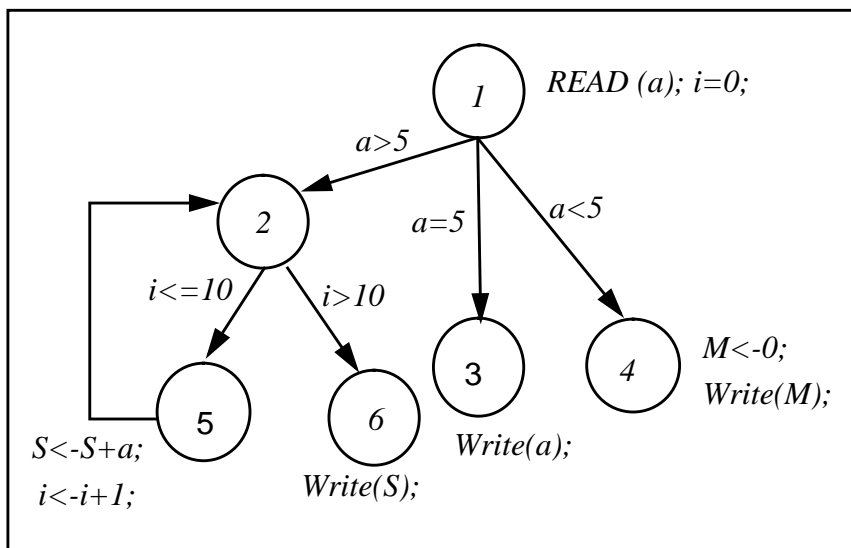 1
READ (a); i=0;
a>5
2
a=5
a<5
i<=10
i>10
5
6
3
4
M<-0;
Write(M);
S<-S+a;
i<-i+1;
Write(S);
Write(a);